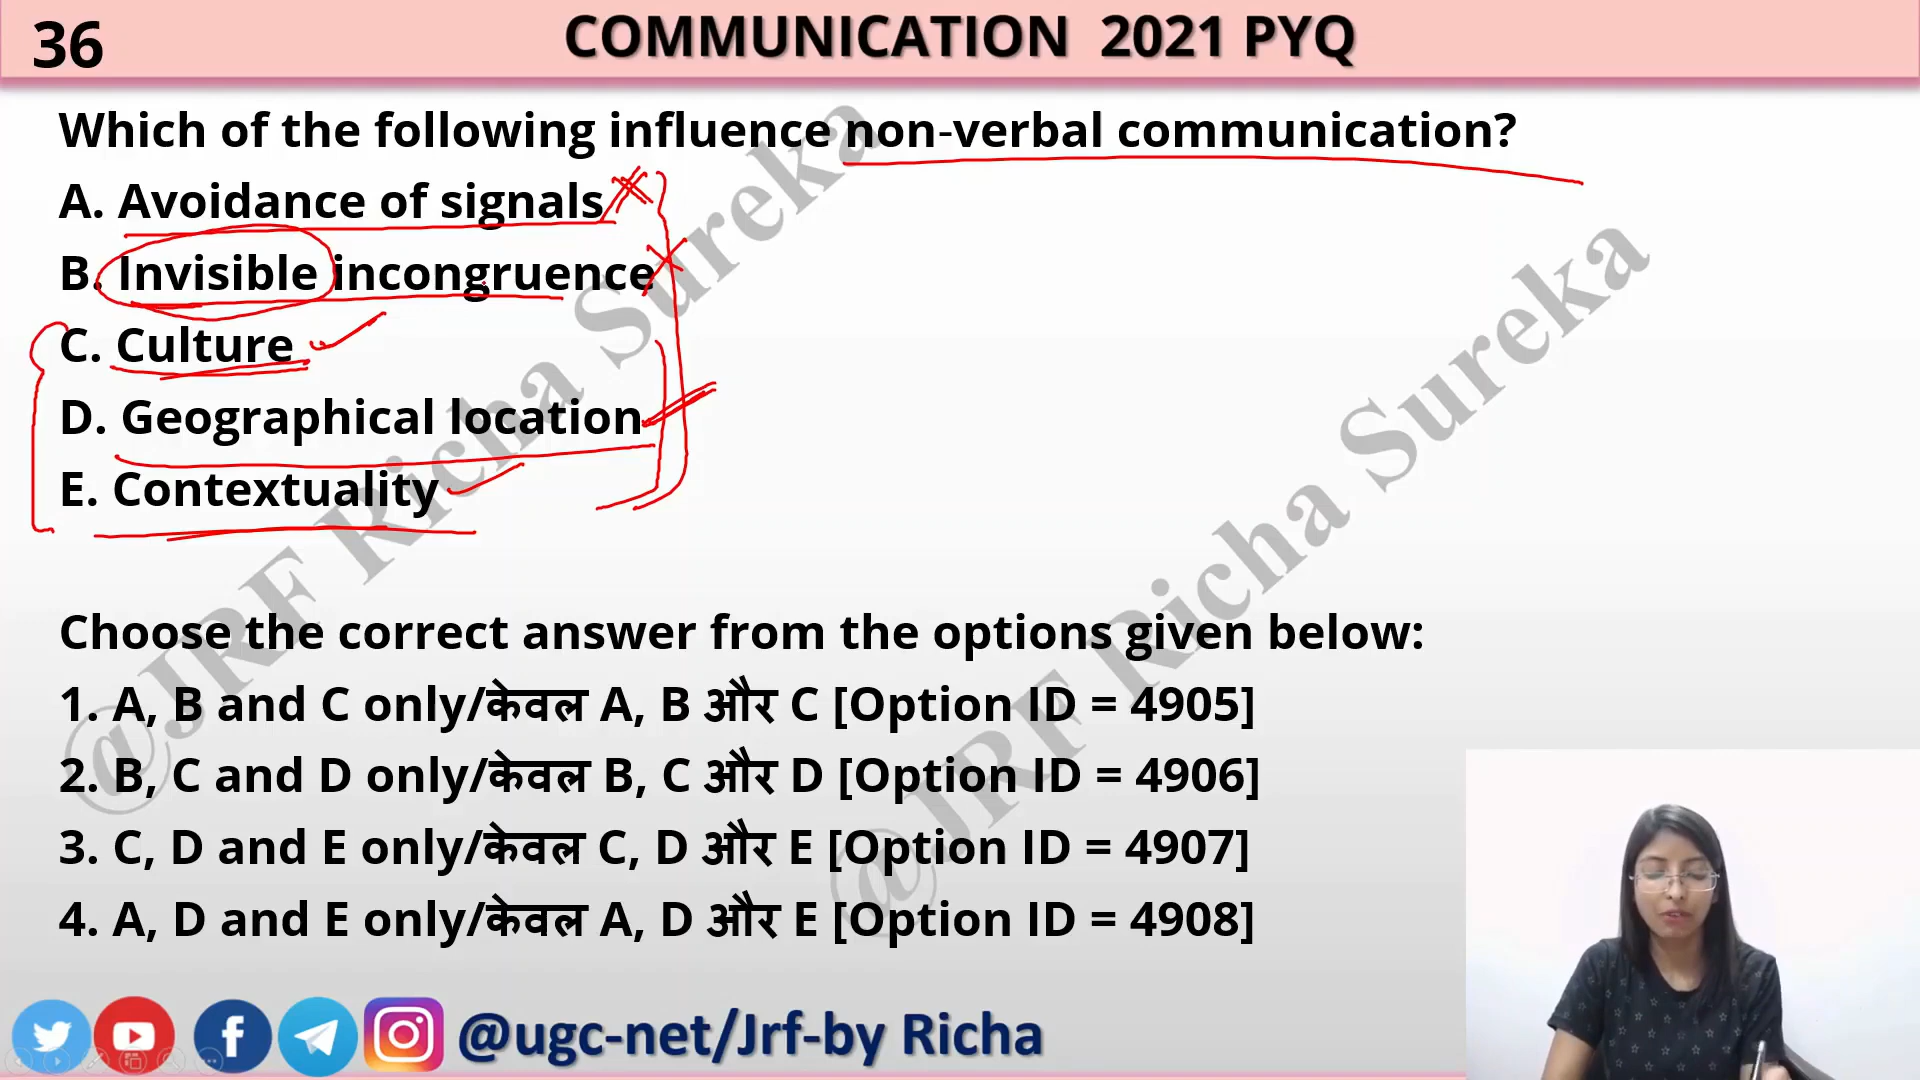 36
COMMUNICATION 2021 PYQ
Which of the following influence non-verbal communication?
A. Avoidance of signals
B. Invisible incongruence
C. Culture
D. Geographical location
E. Contextuality
Choose the correct answer from the options given below:
1. A, B and C only/केवल A, B और C [Option ID = 4905]
2. B, C and D only/केवल B, C और D [Option ID = 4906]
3. C, D and E only/केवल C, D और E [Option ID = 4907]
4. A, D and E only/केवल A, D और E [Option ID = 4908]
@JRF Richa Sureka
@JRF Richa Sureka
@ugc-net/Jrf-by Richa